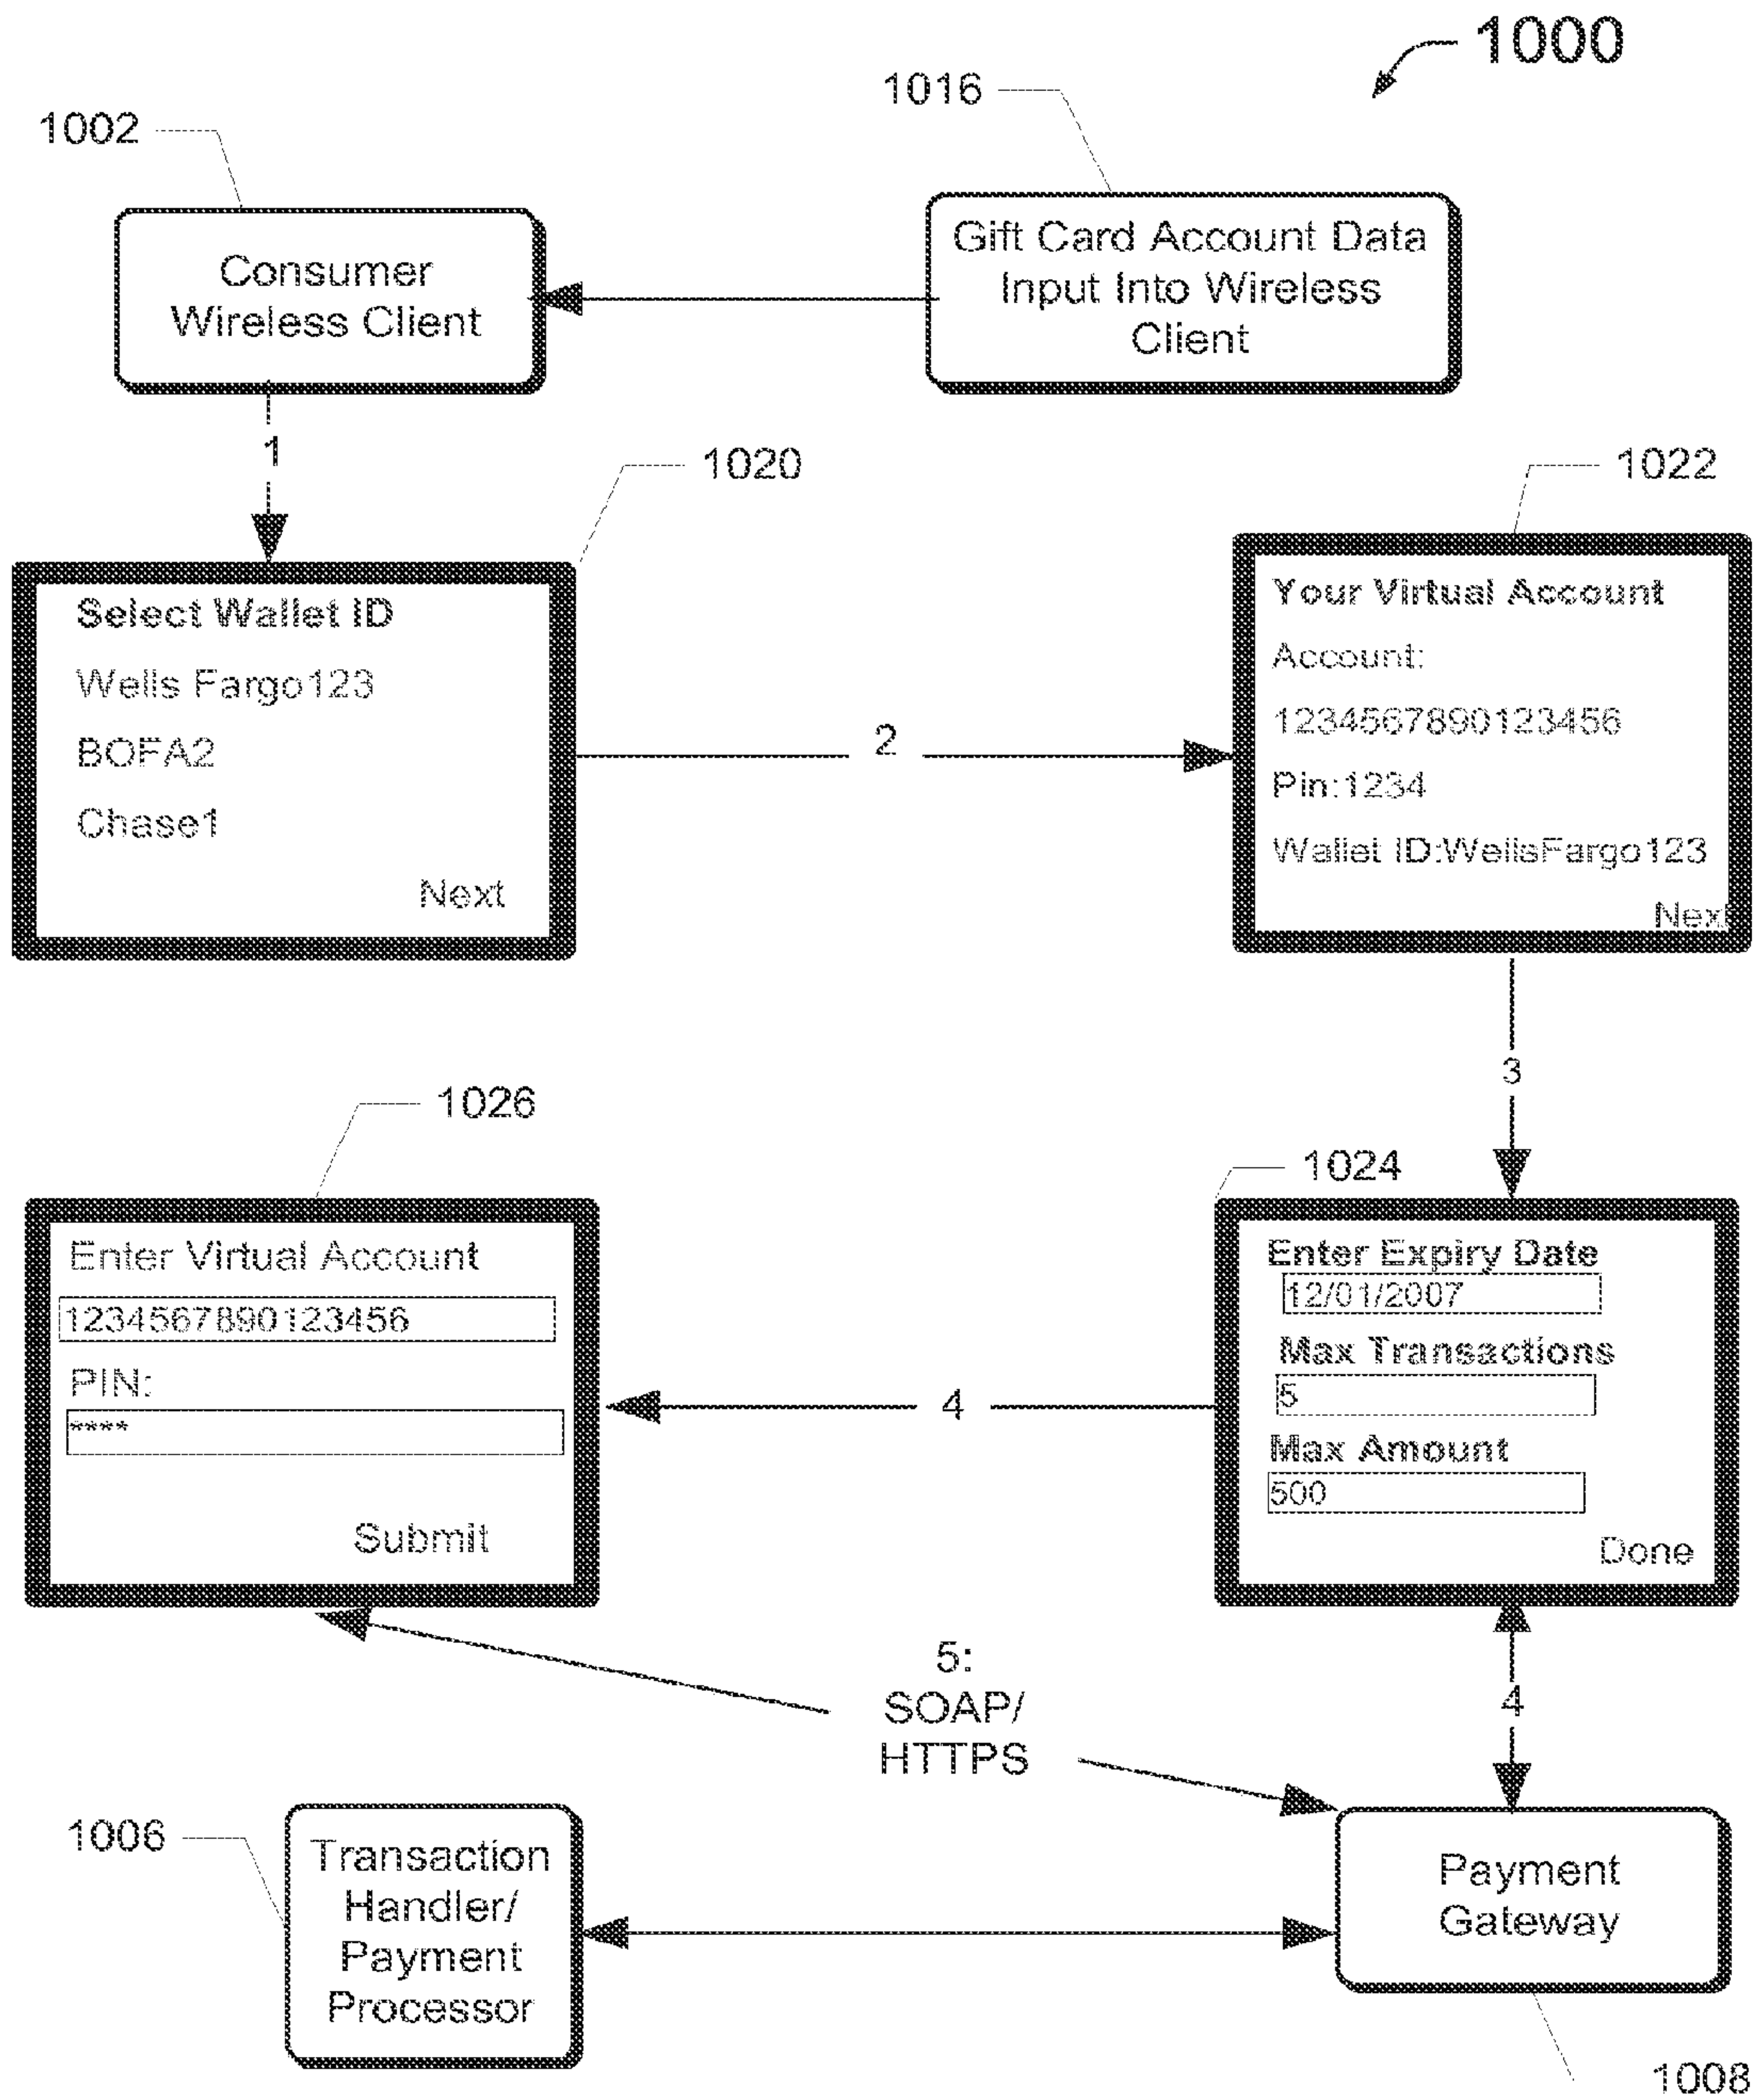 1000
1016
1002
Gift Card Account Data
Input Into Wireless
Client
Consumer
Wireless Client
1
1020
1022
Select Wallet ID
Wells Fargo123
BOFA2
Chase1
Next
2
Your Virtual Account
Account:
1234567890123456
Pin:1234
Wallet ID:WellsFargo123
Next
3
1026
1024
Enter Virtual Account
1234567890123456
PIN:
****
Submit
4
Enter Expiry Date
12/01/2007
Max Transactions
5
Max Amount
500
Done
5:
SOAP/
HTTPS
4
1006
Transaction
Handler/
Payment
Processor
Payment
Gateway
1008